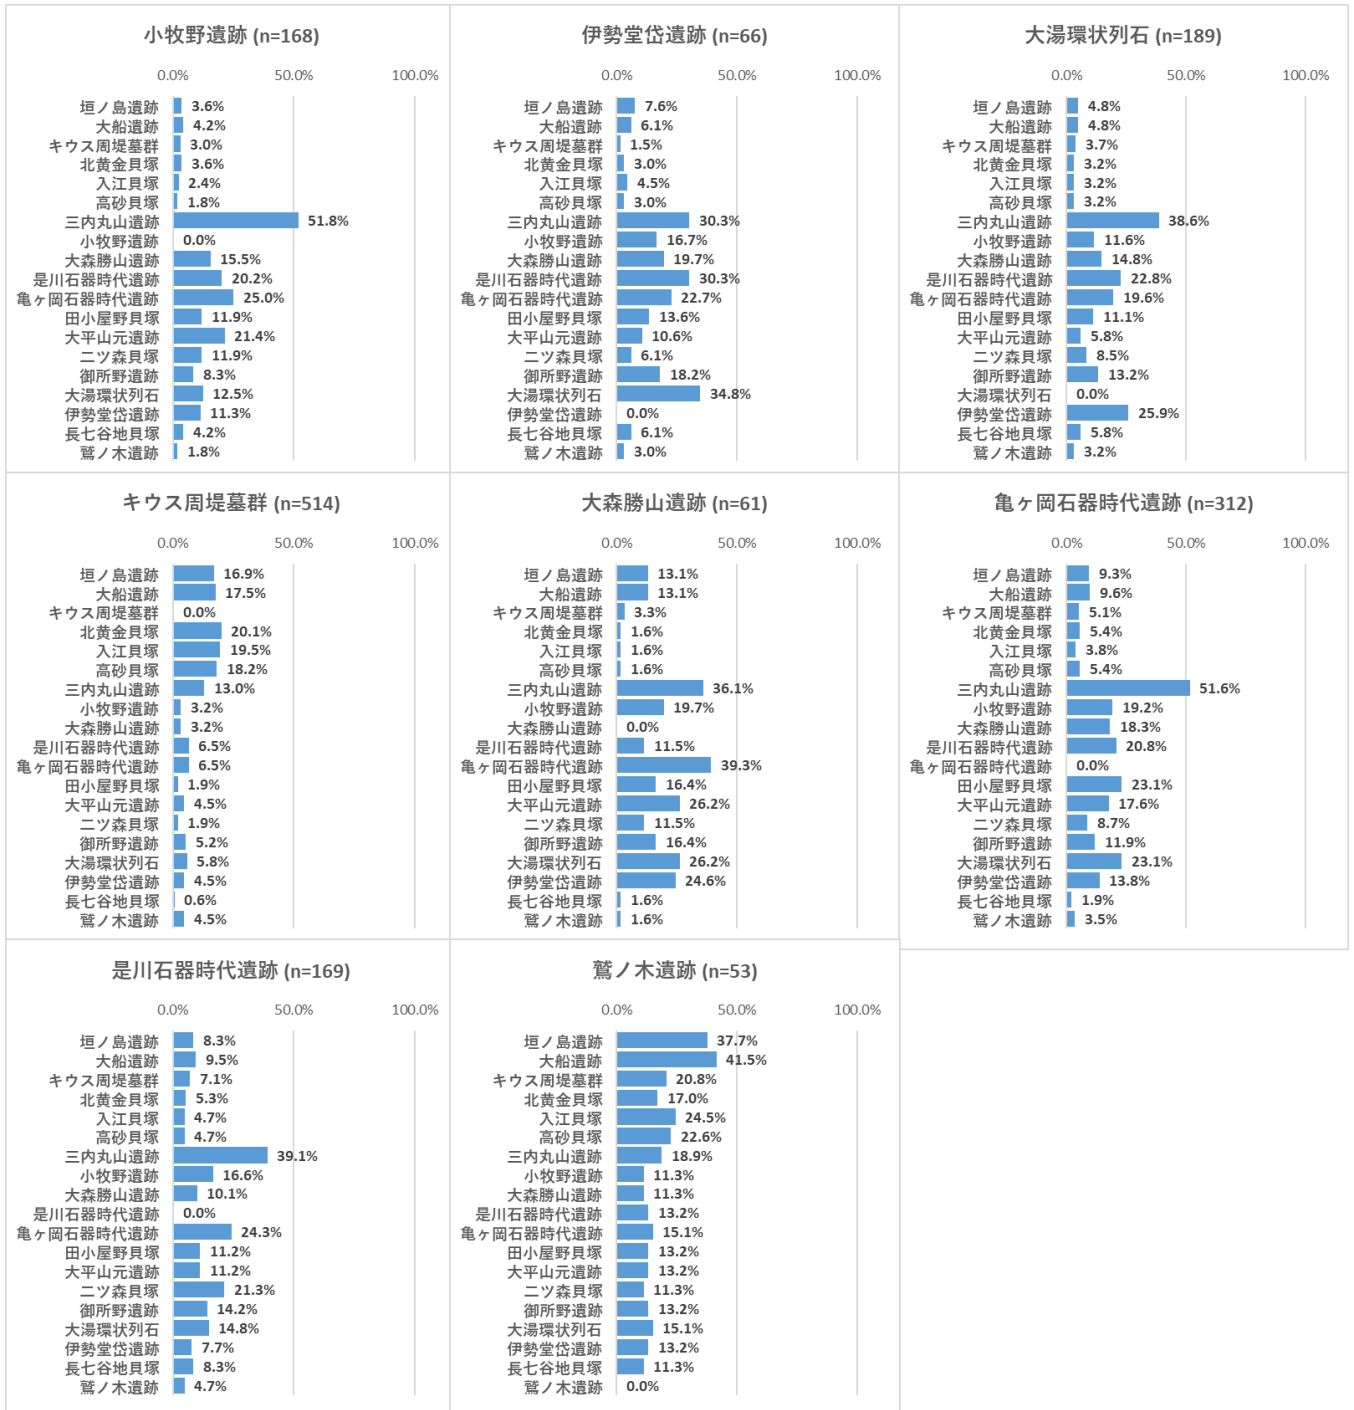 小牧野遺跡 (n=168)
0.0% 50.0% 100.0%
垣ノ島遺跡 3.6%
大船遺跡 4.2%
キウス周堤墓群 3.0%
北黄金貝塚 3.6%
入江貝塚 2.4%
高砂貝塚 1.8%
三内丸山遺跡 51.8%
小牧野遺跡 0.0%
大森勝山遺跡 15.5%
是川石器時代遺跡 20.2%
亀ヶ岡石器時代遺跡 25.0%
田小屋野貝塚 11.9%
大平山元遺跡 21.4%
二ツ森貝塚 11.9%
御所野遺跡 8.3%
大湯環状列石 12.5%
伊勢堂岱遺跡 11.3%
長七谷地貝塚 4.2%
鷲ノ木遺跡 1.8%
伊勢堂岱遺跡 (n=66)
0.0% 50.0% 100.0%
垣ノ島遺跡 7.6%
大船遺跡 6.1%
キウス周堤墓群 1.5%
北黄金貝塚 3.0%
入江貝塚 4.5%
高砂貝塚 3.0%
三内丸山遺跡 30.3%
小牧野遺跡 16.7%
大森勝山遺跡 19.7%
是川石器時代遺跡 30.3%
亀ヶ岡石器時代遺跡 22.7%
田小屋野貝塚 13.6%
大平山元遺跡 10.6%
二ツ森貝塚 6.1%
御所野遺跡 18.2%
大湯環状列石 34.8%
伊勢堂岱遺跡 0.0%
長七谷地貝塚 6.1%
鷲ノ木遺跡 3.0%
大湯環状列石 (n=189)
0.0% 50.0% 100.0%
垣ノ島遺跡 4.8%
大船遺跡 4.8%
キウス周堤墓群 3.7%
北黄金貝塚 3.2%
入江貝塚 3.2%
高砂貝塚 3.2%
三内丸山遺跡 38.6%
小牧野遺跡 11.6%
大森勝山遺跡 14.8%
是川石器時代遺跡 22.8%
亀ヶ岡石器時代遺跡 19.6%
田小屋野貝塚 11.1%
大平山元遺跡 5.8%
二ツ森貝塚 8.5%
御所野遺跡 13.2%
大湯環状列石 0.0%
伊勢堂岱遺跡 25.9%
長七谷地貝塚 5.8%
鷲ノ木遺跡 3.2%
キウス周堤墓群 (n=514)
0.0% 50.0% 100.0%
垣ノ島遺跡 16.9%
大船遺跡 17.5%
キウス周堤墓群 0.0%
北黄金貝塚 20.1%
入江貝塚 19.5%
高砂貝塚 18.2%
三内丸山遺跡 13.0%
小牧野遺跡 3.2%
大森勝山遺跡 3.2%
是川石器時代遺跡 6.5%
亀ヶ岡石器時代遺跡 6.5%
田小屋野貝塚 1.9%
大平山元遺跡 4.5%
二ツ森貝塚 1.9%
御所野遺跡 5.2%
大湯環状列石 5.8%
伊勢堂岱遺跡 4.5%
長七谷地貝塚 0.6%
鷲ノ木遺跡 4.5%
大森勝山遺跡 (n=61)
0.0% 50.0% 100.0%
垣ノ島遺跡 13.1%
大船遺跡 13.1%
キウス周堤墓群 3.3%
北黄金貝塚 1.6%
入江貝塚 1.6%
高砂貝塚 1.6%
三内丸山遺跡 36.1%
小牧野遺跡 19.7%
大森勝山遺跡 0.0%
是川石器時代遺跡 11.5%
亀ヶ岡石器時代遺跡 39.3%
田小屋野貝塚 16.4%
大平山元遺跡 26.2%
二ツ森貝塚 11.5%
御所野遺跡 16.4%
大湯環状列石 26.2%
伊勢堂岱遺跡 24.6%
長七谷地貝塚 1.6%
鷲ノ木遺跡 1.6%
亀ヶ岡石器時代遺跡 (n=312)
0.0% 50.0% 100.0%
垣ノ島遺跡 9.3%
大船遺跡 9.6%
キウス周堤墓群 5.1%
北黄金貝塚 5.4%
入江貝塚 3.8%
高砂貝塚 5.4%
三内丸山遺跡 51.6%
小牧野遺跡 19.2%
大森勝山遺跡 18.3%
是川石器時代遺跡 20.8%
亀ヶ岡石器時代遺跡 0.0%
田小屋野貝塚 23.1%
大平山元遺跡 17.6%
二ツ森貝塚 8.7%
御所野遺跡 11.9%
大湯環状列石 23.1%
伊勢堂岱遺跡 13.8%
長七谷地貝塚 1.9%
鷲ノ木遺跡 3.5%
是川石器時代遺跡 (n=169)
0.0% 50.0% 100.0%
垣ノ島遺跡 8.3%
大船遺跡 9.5%
キウス周堤墓群 7.1%
北黄金貝塚 5.3%
入江貝塚 4.7%
高砂貝塚 4.7%
三内丸山遺跡 39.1%
小牧野遺跡 16.6%
大森勝山遺跡 10.1%
是川石器時代遺跡 0.0%
亀ヶ岡石器時代遺跡 24.3%
田小屋野貝塚 11.2%
大平山元遺跡 11.2%
二ツ森貝塚 21.3%
御所野遺跡 14.2%
大湯環状列石 14.8%
伊勢堂岱遺跡 7.7%
長七谷地貝塚 8.3%
鷲ノ木遺跡 4.7%
鷲ノ木遺跡 (n=53)
0.0% 50.0% 100.0%
垣ノ島遺跡 37.7%
大船遺跡 41.5%
キウス周堤墓群 20.8%
北黄金貝塚 17.0%
入江貝塚 24.5%
高砂貝塚 22.6%
三内丸山遺跡 18.9%
小牧野遺跡 11.3%
大森勝山遺跡 11.3%
是川石器時代遺跡 13.2%
亀ヶ岡石器時代遺跡 15.1%
田小屋野貝塚 13.2%
大平山元遺跡 13.2%
二ツ森貝塚 11.3%
御所野遺跡 13.2%
大湯環状列石 15.1%
伊勢堂岱遺跡 13.2%
長七谷地貝塚 11.3%
鷲ノ木遺跡 0.0%